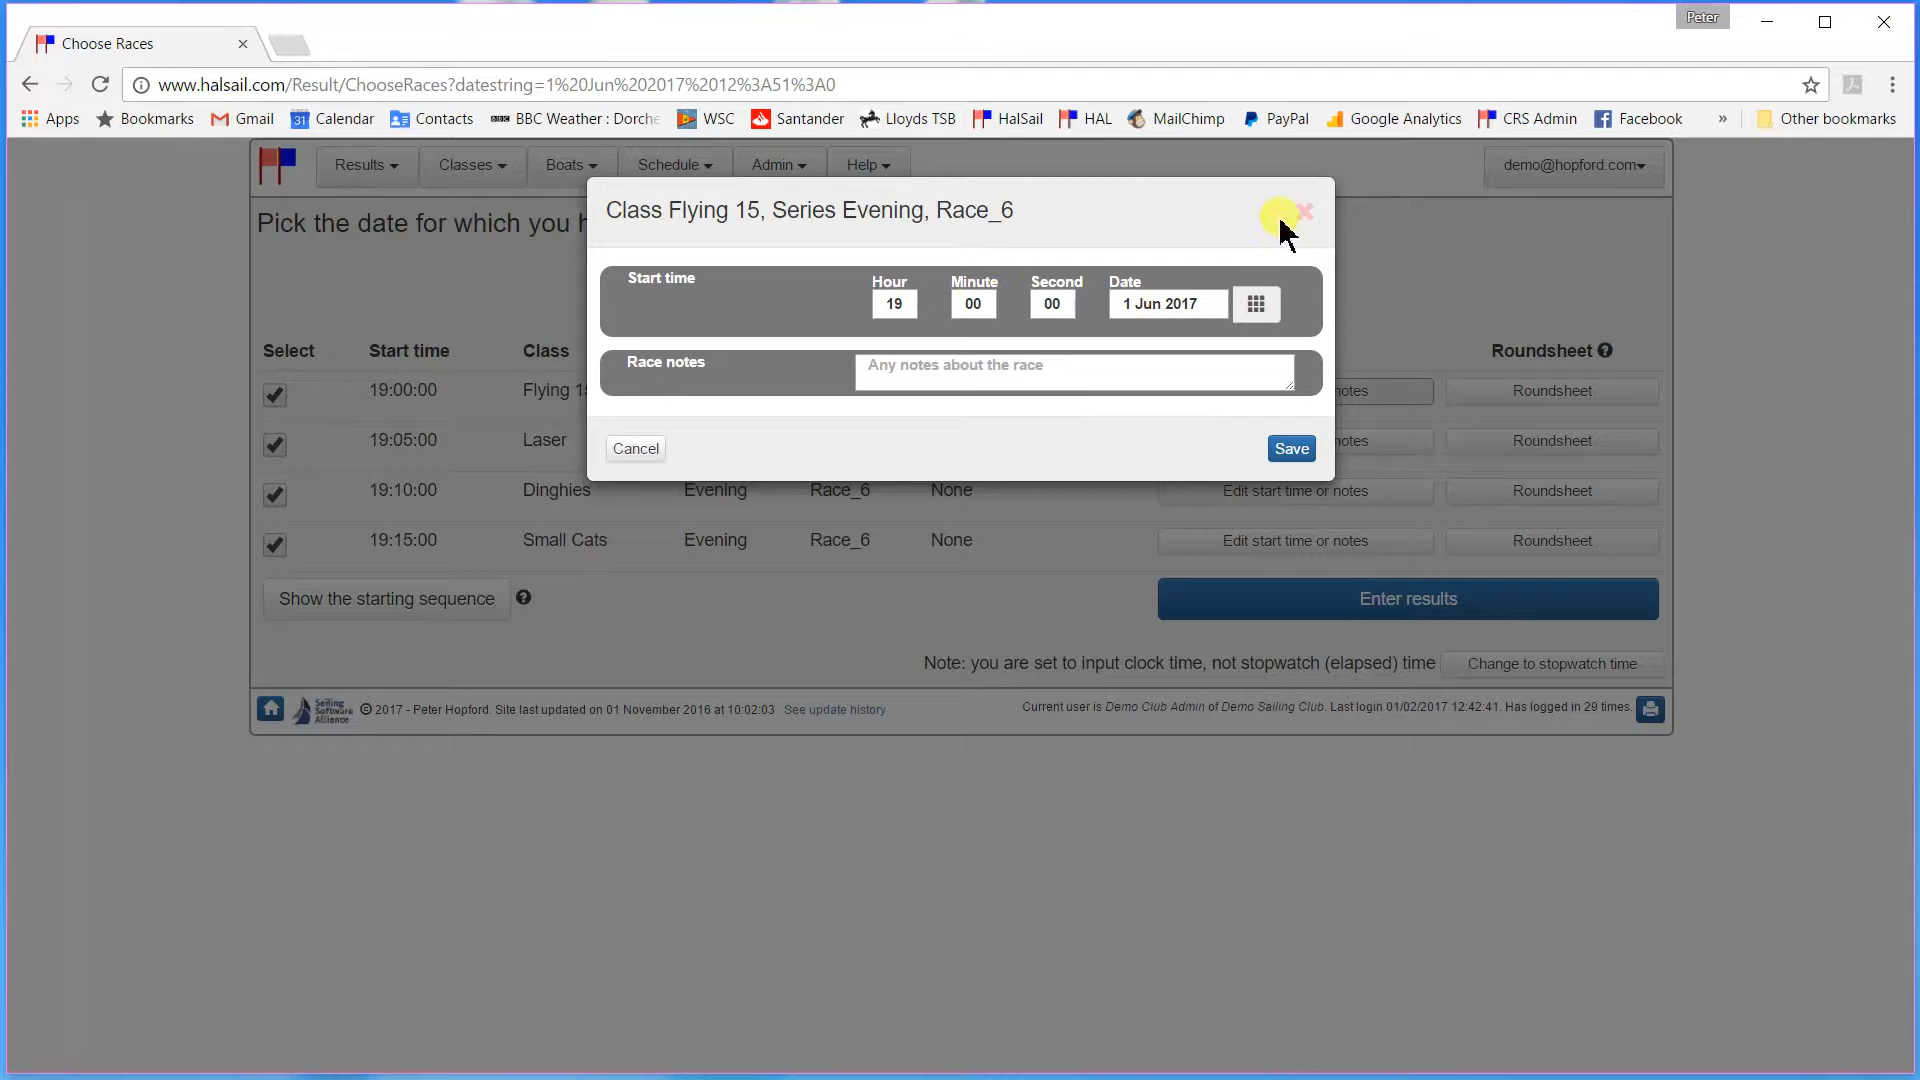 Peter
Choose Races
www.halsail.com/Result/ChooseRaces?datestring=1%20Jun%202017%2012%3A51%3A0
Apps Bookmarks Gmail 31 Calendar Contacts BBC BBC Weather : Dorche WSC Santander Lloyds TSB HalSail HAL MailChimp PayPal Google Analytics CRS Admin Facebook » Other bookmarks
Results Classes Boats Schedule Admin Help demo@hopford.com
Pick the date for which you h
Class Flying 15, Series Evening, Race_6
Start time Hour Minute Second Date
19 00 00 1 Jun 2017
Race notes Any notes about the race
Cancel Save
Select Start time Class Roundsheet ?
19:00:00 Flying 15 notes Roundsheet
19:05:00 Laser notes Roundsheet
19:10:00 Dinghies Evening Race_6 None Edit start time or notes Roundsheet
19:15:00 Small Cats Evening Race_6 None Edit start time or notes Roundsheet
Show the starting sequence ? Enter results
Note: you are set to input clock time, not stopwatch (elapsed) time Change to stopwatch time
Sailing Software Alliance © 2017 - Peter Hopford. Site last updated on 01 November 2016 at 10:02:03 See update history Current user is Demo Club Admin of Demo Sailing Club. Last login 01/02/2017 12:42:41. Has logged in 29 times.